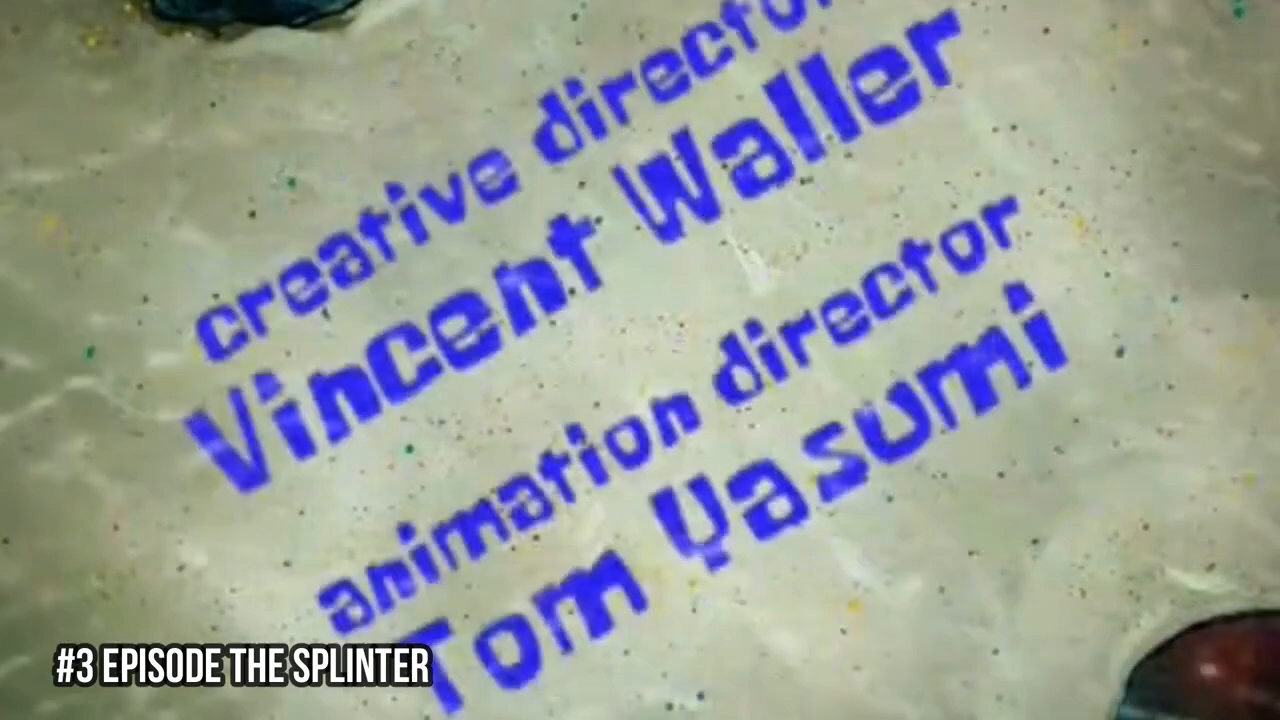 creative director
Vincent Waller
animation director
Tom Yasumi
#3 EPISODE THE SPLINTER